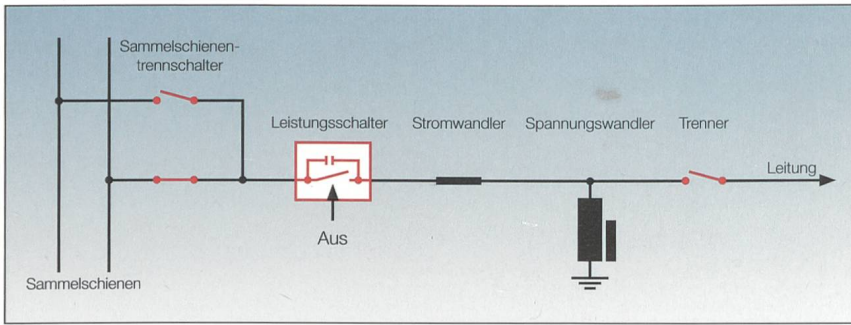 Sammelschienen-
trennschalter
Leistungsschalter
Stromwandler
Spannungswandler
Trenner
Leitung
Aus
Sammelschienen